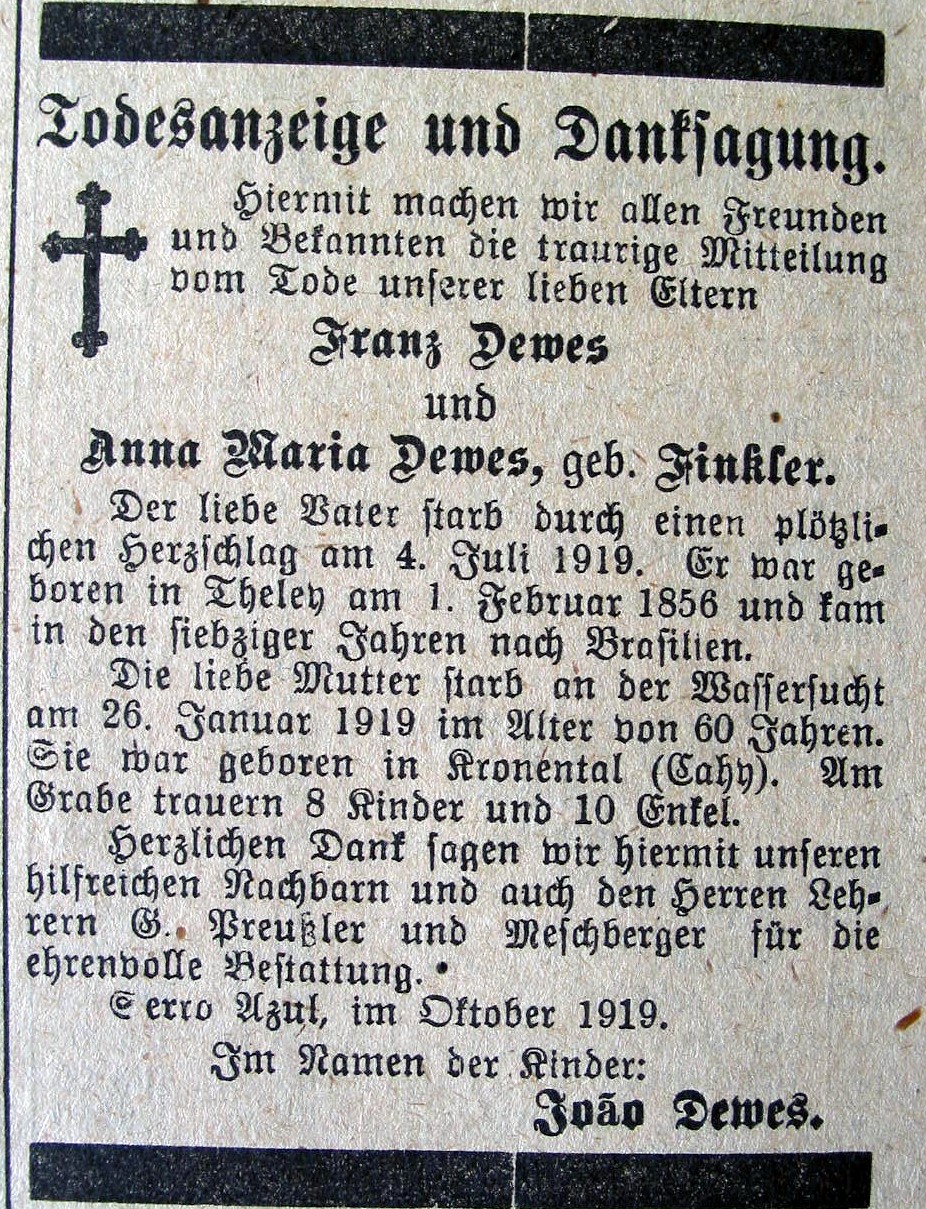 Todesanzeige und Danksagung.
Hiermit machen wir allen Freunden
und Bekannten die traurige Mitteilung
vom Tode unserer lieben Eltern
Franz Dewes
und
Anna Maria Dewes, geb. Finkler.
Der liebe Vater starb durch einen plötzli-
chen Herzschlag am 4. Juli 1919. Er war ge-
boren in Theley am 1. Februar 1856 und kam
in den siebziger Jahren nach Brasilien.
Die liebe Mutter starb an der Wassersucht
am 26. Januar 1919 im Alter von 60 Jahren.
Sie war geboren in Kronental (Cahy). Am
Grabe trauern 8 Kinder und 10 Enkel.
Herzlichen Dank sagen wir hiermit unseren
hilfreichen Nachbarn und auch den Herren Leh-
rern G. Preußler und Meschberger für die
ehrenvolle Bestattung.
Serro Azul, im Oktober 1919.
Im Namen der Kinder:
João Dewes.